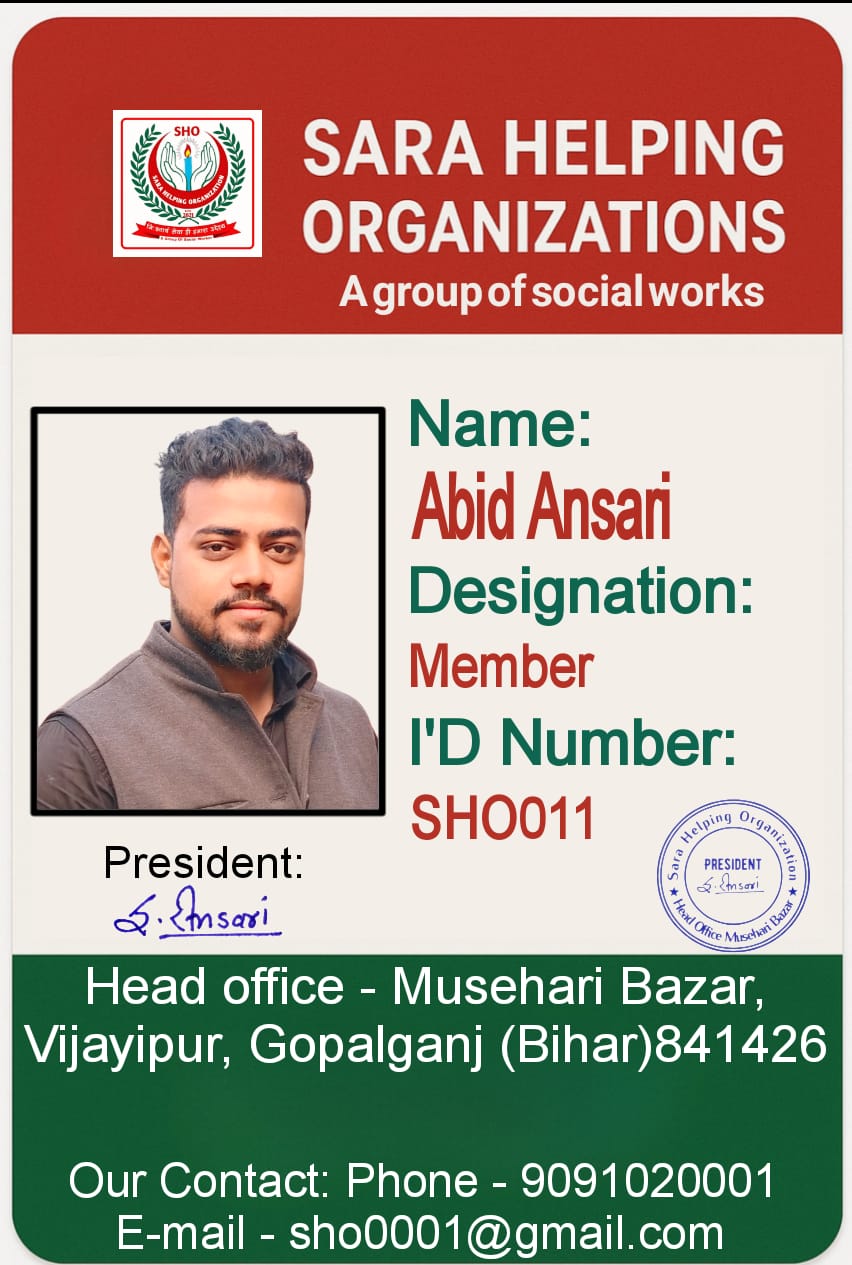 SHO
SARA HELPING ORGANIZATION
2021
A Group Of Social Works
SARA HELPING
ORGANIZATIONS
A group of social works
Name:
Abid Ansari
Designation:
Member
I'D Number:
SHO011
President:
Ansari
Sara Helping Organization
PRESIDENT
Ansari
★ Head Office Musehari Bazar ★
Head office - Musehari Bazar,
Vijayipur, Gopalganj (Bihar)841426
Our Contact: Phone - 9091020001
E-mail - sho0001@gmail.com